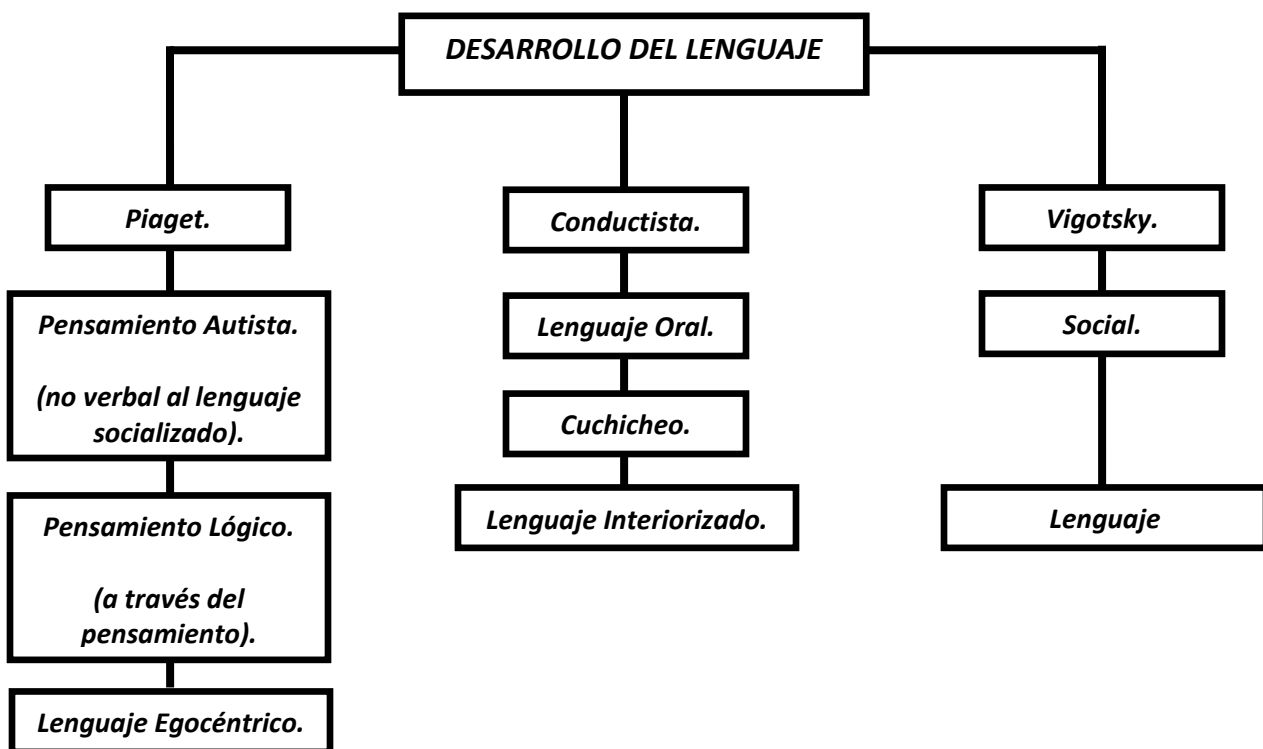 DESARROLLO DEL LENGUAJE
Piaget.
Pensamiento Autista.
(no verbal al lenguaje
socializado).
Pensamiento Lógico.
(a través del
pensamiento).
Lenguaje Egocéntrico.
Conductista.
Lenguaje Oral.
Cuchicheo.
Lenguaje Interiorizado.
Vigotsky.
Social.
Lenguaje